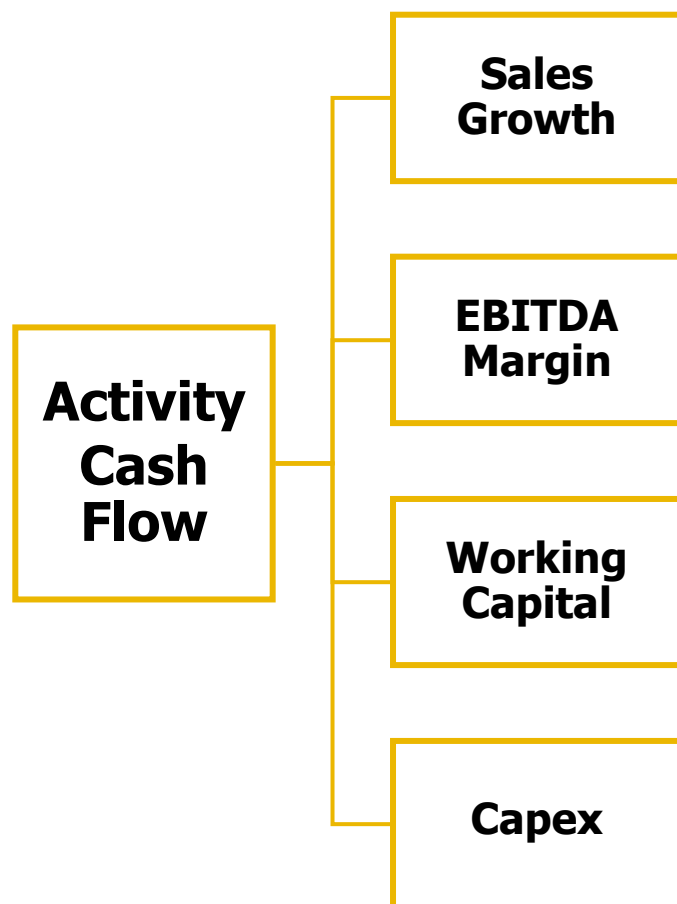 Sales
Growth
EBITDA
Margin
Activity
Cash
Flow
Working
Capital
Capex